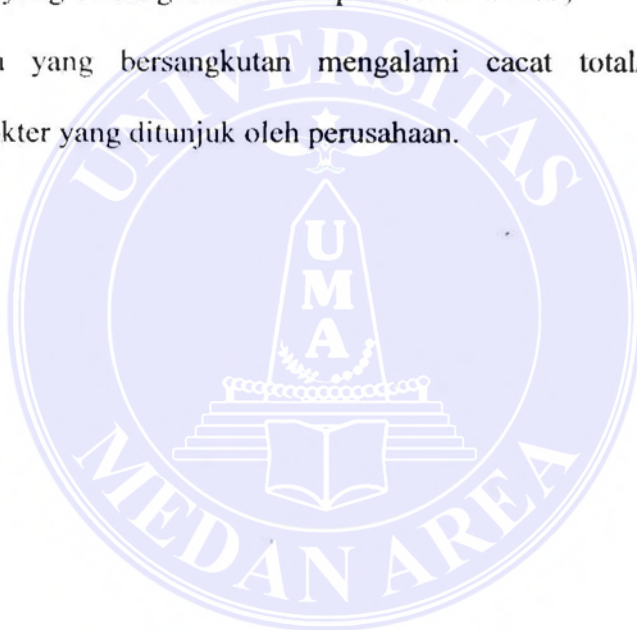 yang bersangkutan mengalami cacat total
kter yang ditunjuk oleh perusahaan.
UNIVERSITAS
U
M
A
MEDAN AREA